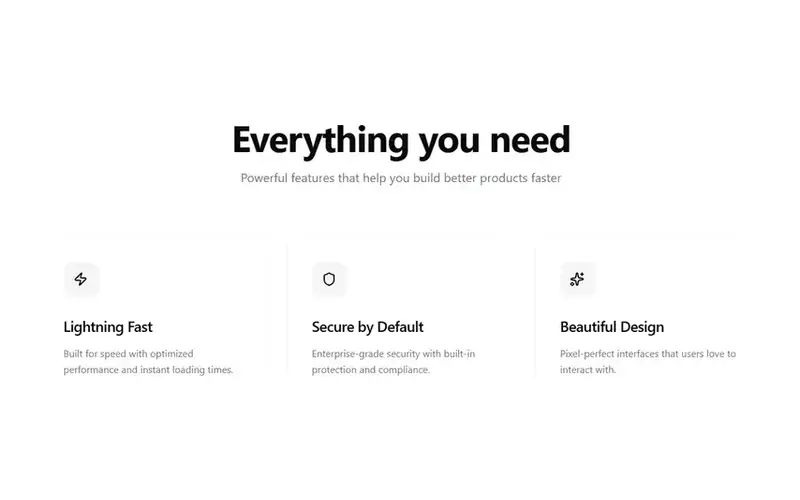 Everything you need
Powerful features that help you build better products faster
Lightning Fast
Built for speed with optimized
performance and instant loading times.
Secure by Default
Enterprise-grade security with built-in
protection and compliance.
Beautiful Design
Pixel-perfect interfaces that users love to
interact with.